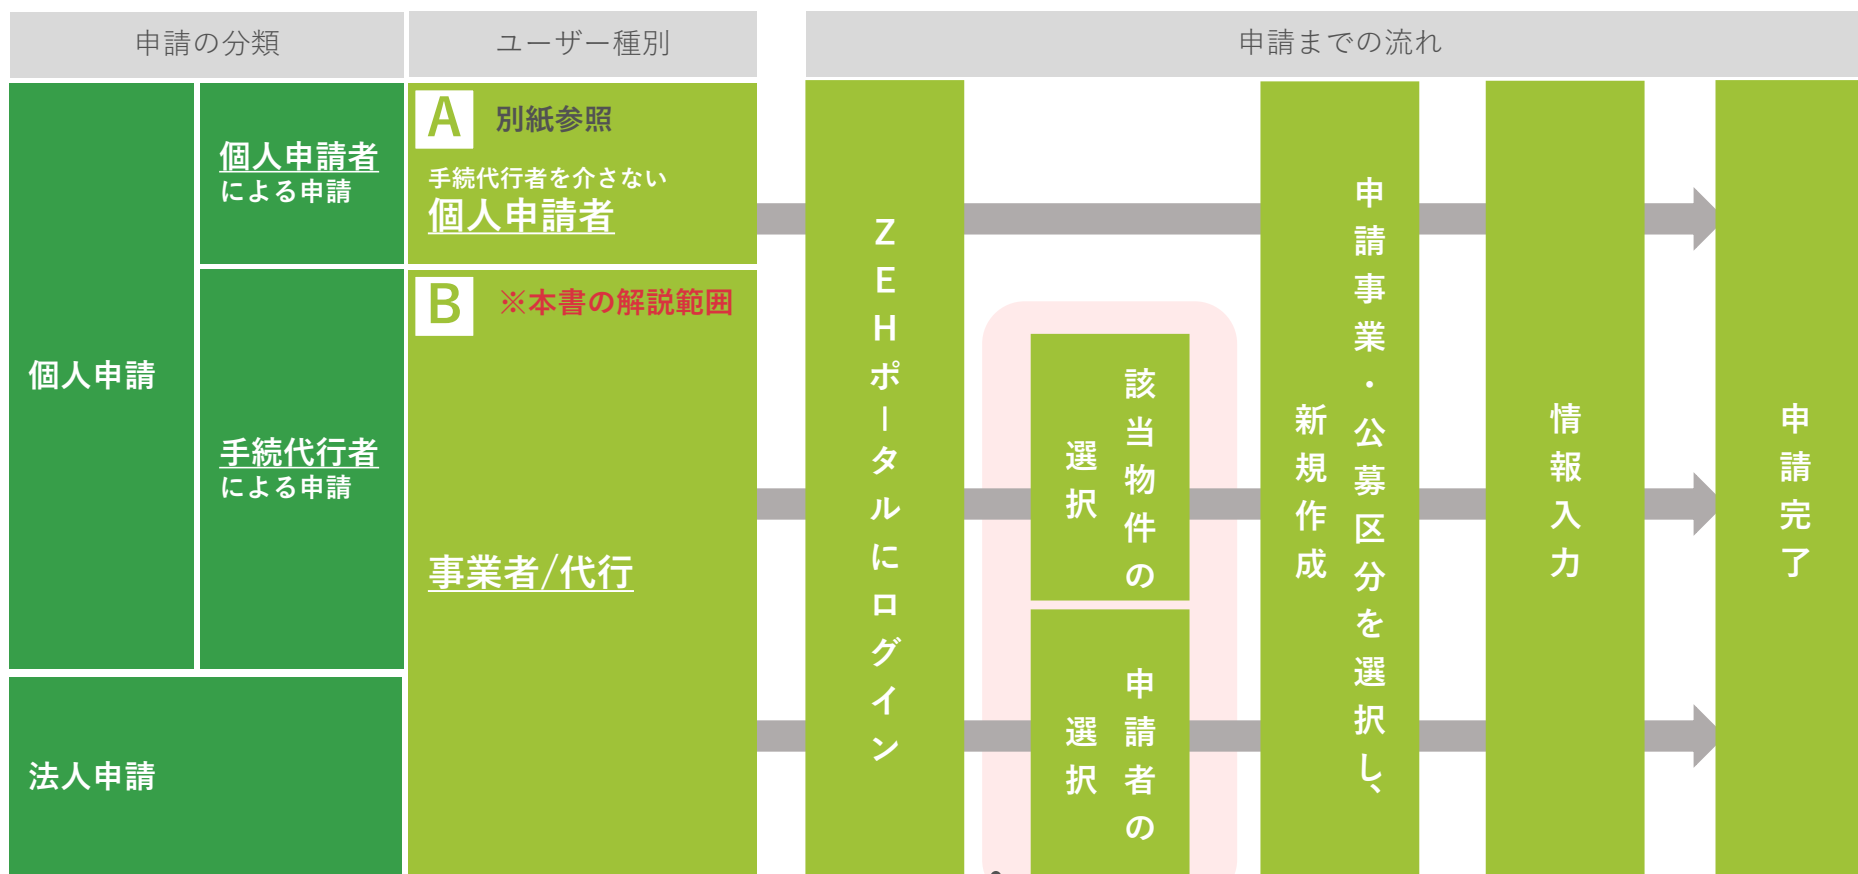 申請の分類
ユーザー種別
申請までの流れ
個人申請
個人申請者
による申請
A
別紙参照
手続代行者を介さない
個人申請者
手続代行者
による申請
B
※本書の解説範囲
事業者/代行
法人申請
ZEHポータルにログイン
該当物件の
選択
申請者の
選択
申請事業・公募区分を選択し、
新規作成
情報入力
申請完了